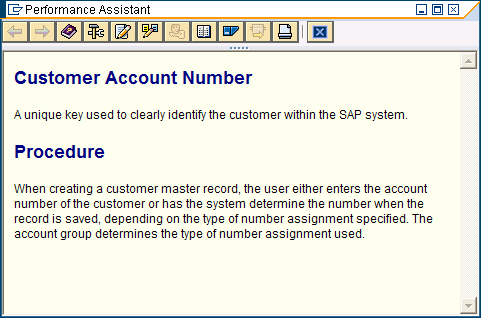 Performance Assistant
Customer Account Number
A unique key used to clearly identify the customer within the SAP system.
Procedure
When creating a customer master record, the user either enters the account
number of the customer or has the system determine the number when the
record is saved, depending on the type of number assignment specified. The
account group determines the type of number assignment used.